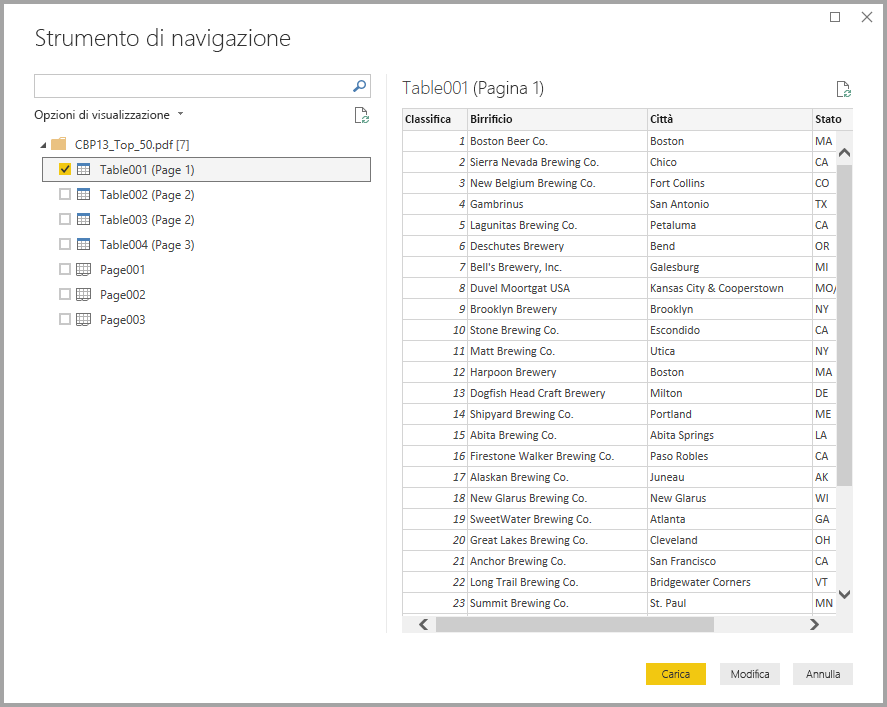 Strumento di navigazione
Opzioni di visualizzazione
CBP13_Top_50.pdf [7]
Table001 (Page 1)
Table002 (Page 2)
Table003 (Page 2)
Table004 (Page 3)
Page001
Page002
Page003
Table001 (Pagina 1)
Classifica Birrificio Città Stato
1 Boston Beer Co. Boston MA
2 Sierra Nevada Brewing Co. Chico CA
3 New Belgium Brewing Co. Fort Collins CO
4 Gambrinus San Antonio TX
5 Lagunitas Brewing Co. Petaluma CA
6 Deschutes Brewery Bend OR
7 Bell's Brewery, Inc. Galesburg MI
8 Duvel Moortgat USA Kansas City & Cooperstown MO/
9 Brooklyn Brewery Brooklyn NY
10 Stone Brewing Co. Escondido CA
11 Matt Brewing Co. Utica NY
12 Harpoon Brewery Boston MA
13 Dogfish Head Craft Brewery Milton DE
14 Shipyard Brewing Co. Portland ME
15 Abita Brewing Co. Abita Springs LA
16 Firestone Walker Brewing Co. Paso Robles CA
17 Alaskan Brewing Co. Juneau AK
18 New Glarus Brewing Co. New Glarus WI
19 SweetWater Brewing Co. Atlanta GA
20 Great Lakes Brewing Co. Cleveland OH
21 Anchor Brewing Co. San Francisco CA
22 Long Trail Brewing Co. Bridgewater Corners VT
23 Summit Brewing Co. St. Paul MN
Carica Modifica Annulla